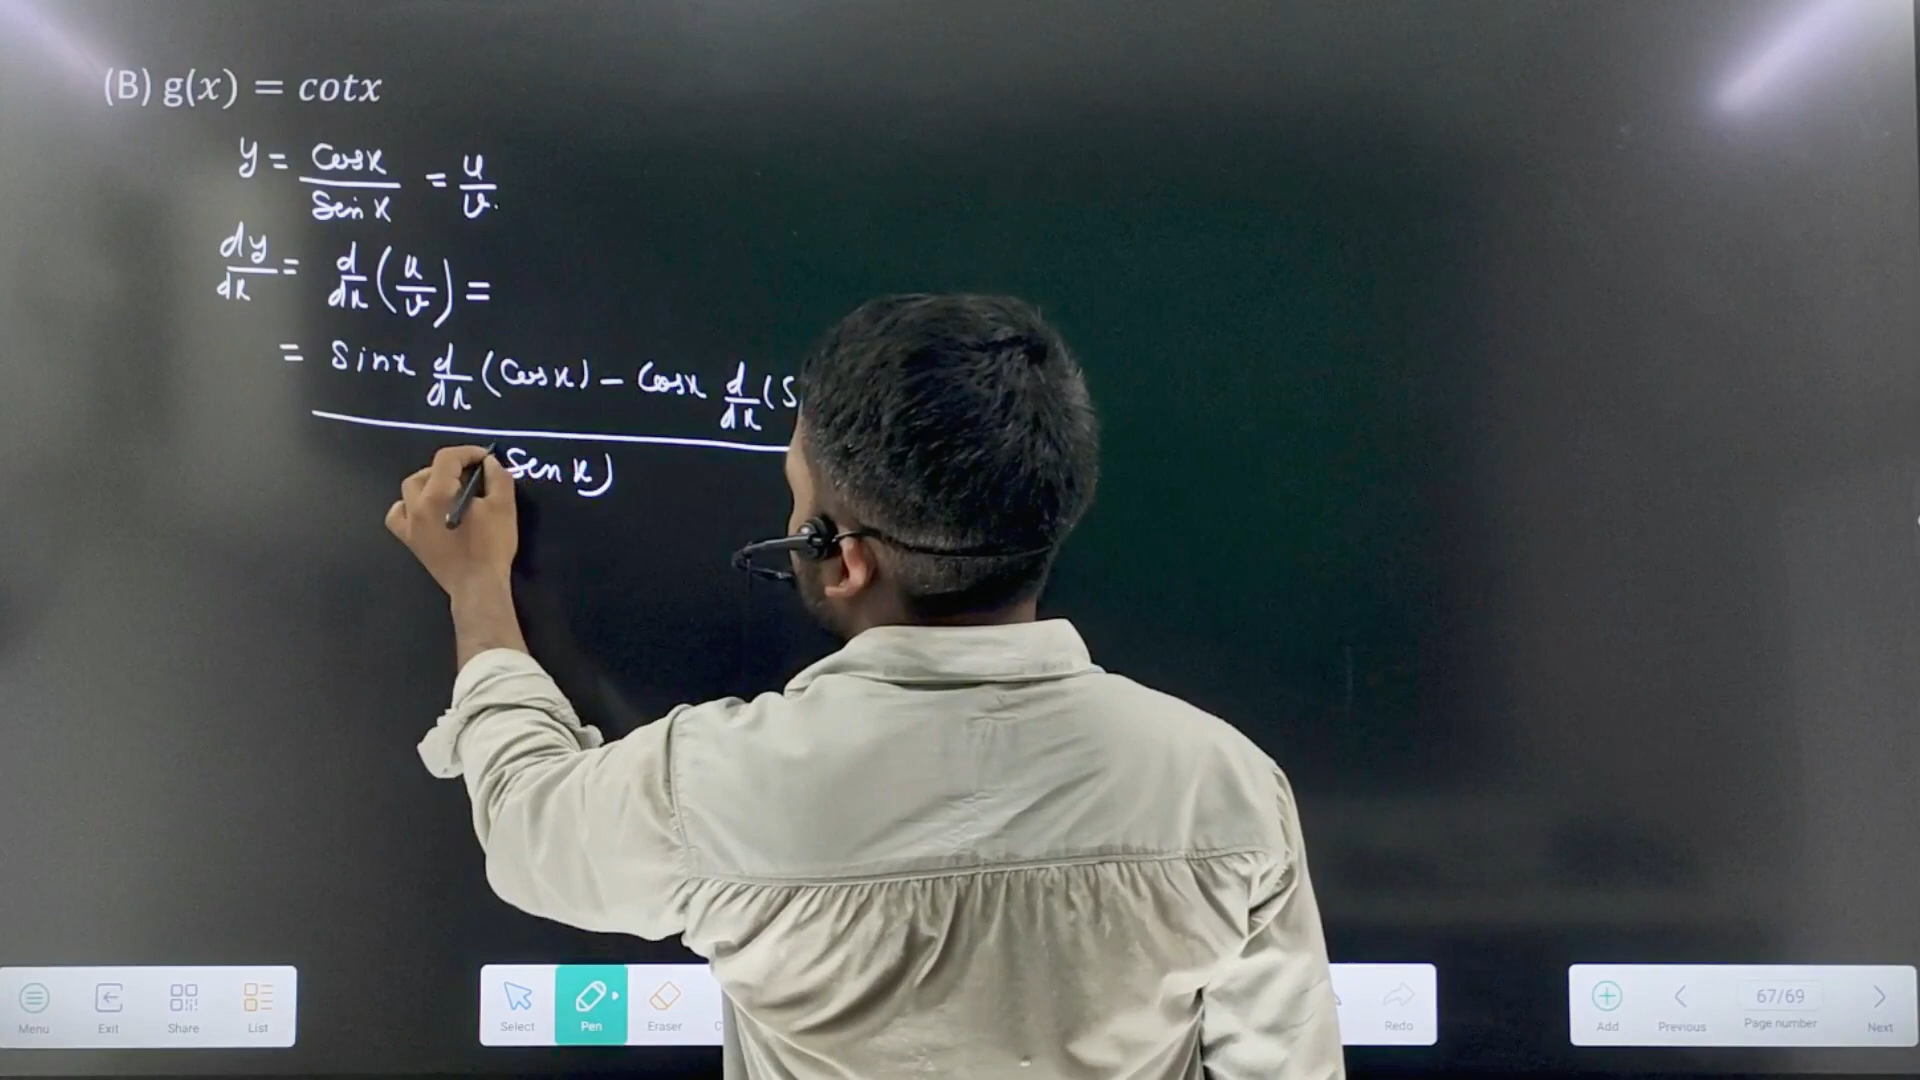 (B) g(x) = cotx
y = Cosx / Sinx = u / v.
dy/dx = d/dx (u/v) =
= Sinx d/dx (Cosx) - Cosx d/dx (S
Sinx)
Menu Exit Share List Select Pen Eraser C Redo Add Previous 67/69 Page number Next